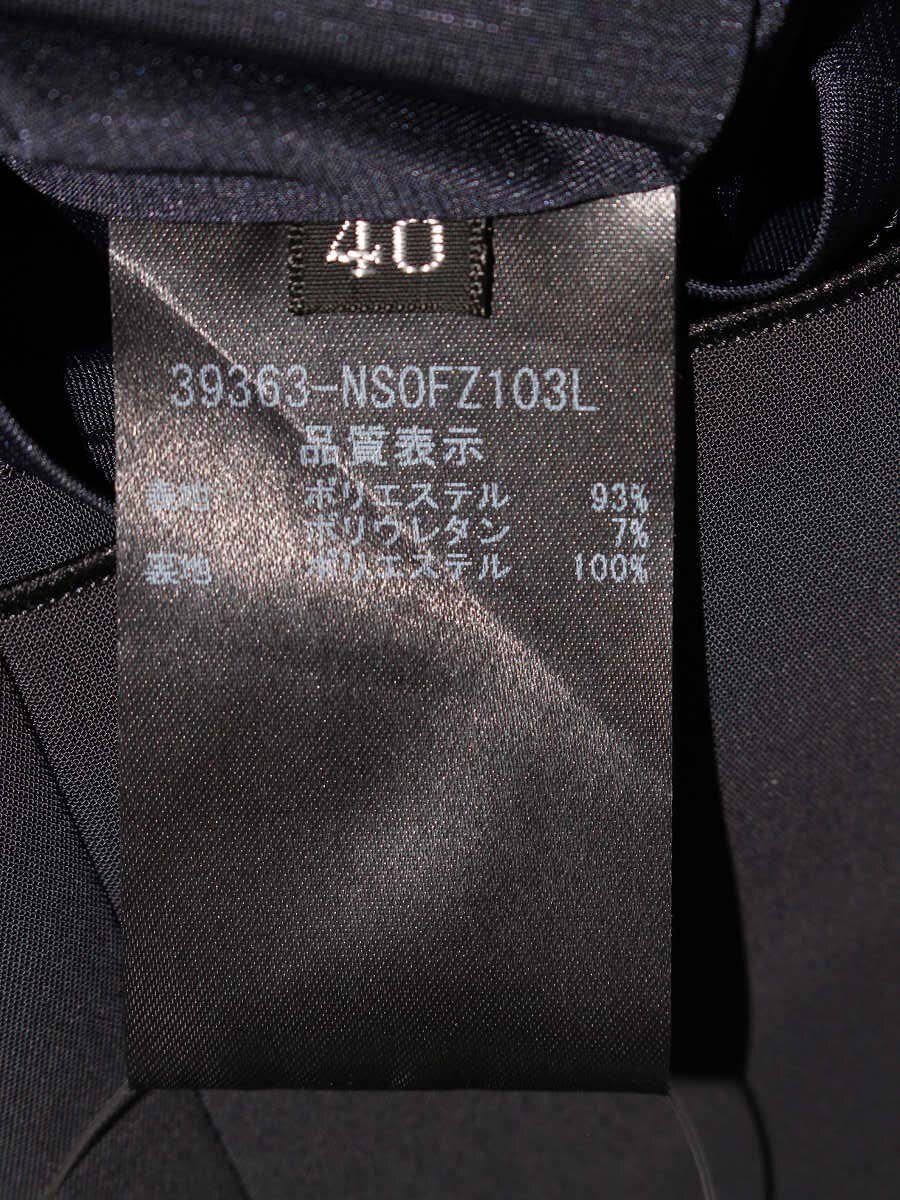 40
39363-NS0FZ103L
品質表示
表地 ポリエステル 93%
ポリウレタン 7%
裏地 ポリエステル 100%